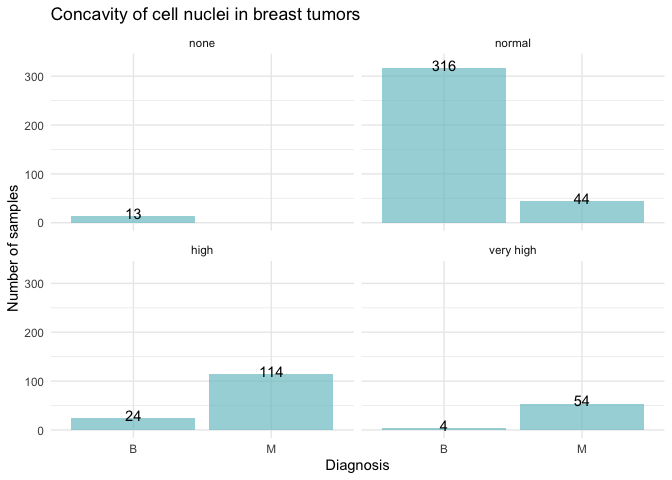 Concavity of cell nuclei in breast tumors
none
normal
300
200
100
0
13
316
44
high
very high
300
200
100
0
24
114
4
54
B
M
B
M
Diagnosis
Number of samples